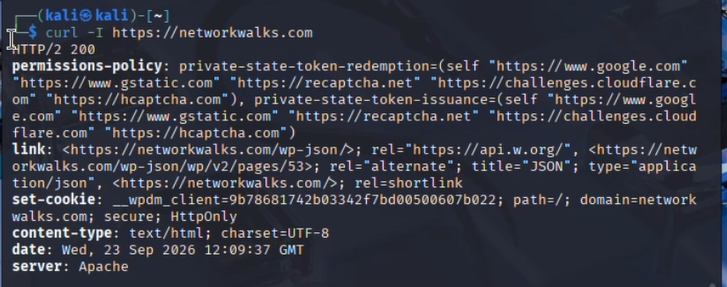 (kali㉿kali)-[~]
$ curl -I https://networkwalks.com
HTTP/2 200
permissions-policy: private-state-token-redemption=(self "https://www.google.com"
"https://www.gstatic.com" "https://recaptcha.net" "https://challenges.cloudflare.c
om" "https://hcaptcha.com"), private-state-token-issuance=(self "https://www.googl
e.com" "https://www.gstatic.com" "https://recaptcha.net" "https://challenges.cloud
flare.com" "https://hcaptcha.com")
link: <https://networkwalks.com/wp-json/>; rel="https://api.w.org/", <https://netw
orkwalks.com/wp-json/wp/v2/pages/53>; rel="alternate"; title="JSON"; type="applica
tion/json", <https://networkwalks.com/>; rel=shortlink
set-cookie: __wpdm_client=9b78681742b03342f7bd00500607b022; path=/; domain=network
walks.com; secure; HttpOnly
content-type: text/html; charset=UTF-8
date: Wed, 23 Sep 2026 12:09:37 GMT
server: Apache